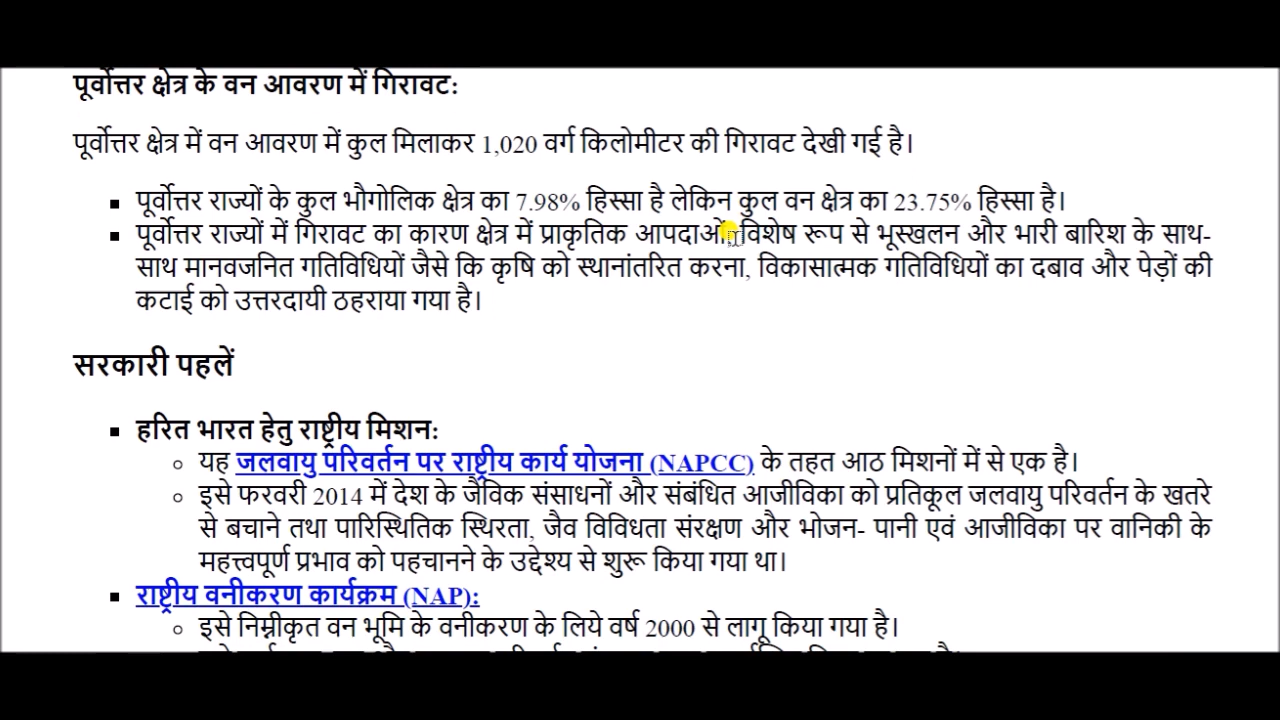 पूर्वोत्तर क्षेत्र के वन आवरण में गिरावट:
पूर्वोत्तर क्षेत्र में वन आवरण में कुल मिलाकर 1,020 वर्ग किलोमीटर की गिरावट देखी गई है।
▪ पूर्वोत्तर राज्यों के कुल भौगोलिक क्षेत्र का 7.98% हिस्सा है लेकिन कुल वन क्षेत्र का 23.75% हिस्सा है।
▪ पूर्वोत्तर राज्यों में गिरावट का कारण क्षेत्र में प्राकृतिक आपदाओं विशेष रूप से भूस्खलन और भारी बारिश के साथ-
साथ मानवजनित गतिविधियों जैसे कि कृषि को स्थानांतरित करना, विकासात्मक गतिविधियों का दबाव और पेड़ों की
कटाई को उत्तरदायी ठहराया गया है।
सरकारी पहलें
▪ हरित भारत हेतु राष्ट्रीय मिशन:
○ यह जलवायु परिवर्तन पर राष्ट्रीय कार्य योजना (NAPCC) के तहत आठ मिशनों में से एक है।
○ इसे फरवरी 2014 में देश के जैविक संसाधनों और संबंधित आजीविका को प्रतिकूल जलवायु परिवर्तन के खतरे
से बचाने तथा पारिस्थितिक स्थिरता, जैव विविधता संरक्षण और भोजन- पानी एवं आजीविका पर वानिकी के
महत्त्वपूर्ण प्रभाव को पहचानने के उद्देश्य से शुरू किया गया था।
▪ राष्ट्रीय वनीकरण कार्यक्रम (NAP):
○ इसे निम्नीकृत वन भूमि के वनीकरण के लिये वर्ष 2000 से लागू किया गया है।